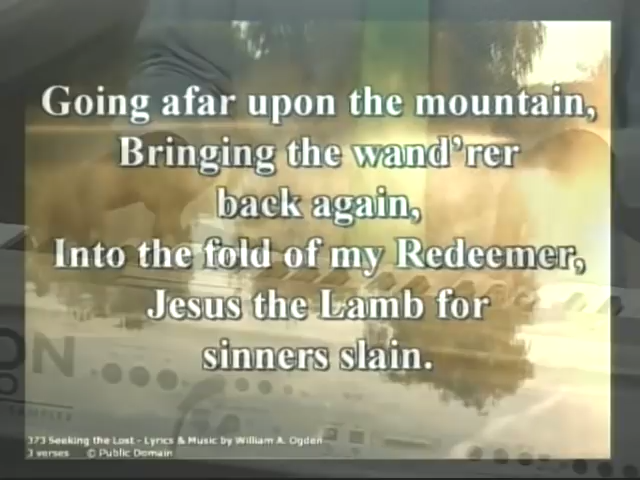 Going afar upon the mountain,
Bringing the wand'rer
back again,
Into the fold of my Redeemer,
Jesus the Lamb for
sinners slain.
ON
373 Seeking the Lost - Lyrics & Music by William A. Ogden
3 verses © Public Domain